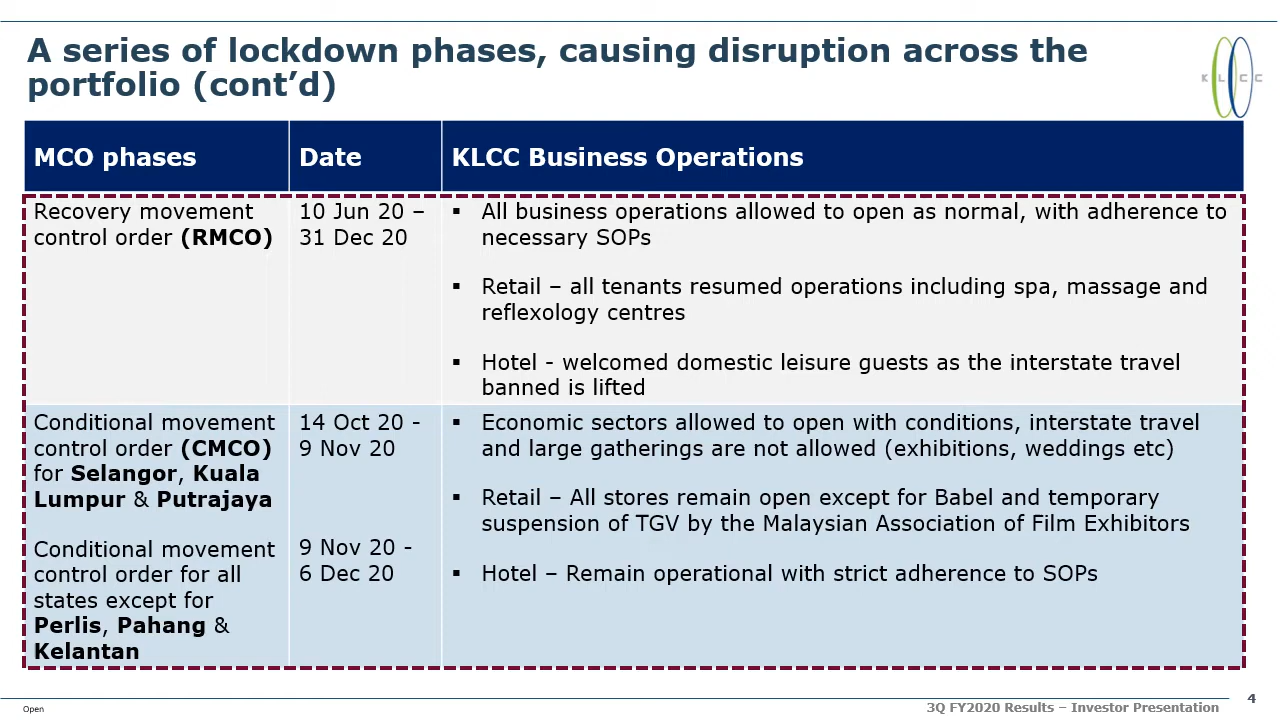 A series of lockdown phases, causing disruption across the
portfolio (cont’d)
KLCC
MCO phases
Date
KLCC Business Operations
Recovery movement
control order (RMCO)
10 Jun 20 –
31 Dec 20
▪ All business operations allowed to open as normal, with adherence to
necessary SOPs
▪ Retail – all tenants resumed operations including spa, massage and
reflexology centres
▪ Hotel - welcomed domestic leisure guests as the interstate travel
banned is lifted
Conditional movement
control order (CMCO)
for Selangor, Kuala
Lumpur & Putrajaya
Conditional movement
control order for all
states except for
Perlis, Pahang &
Kelantan
14 Oct 20 -
9 Nov 20
9 Nov 20 -
6 Dec 20
▪ Economic sectors allowed to open with conditions, interstate travel
and large gatherings are not allowed (exhibitions, weddings etc)
▪ Retail – All stores remain open except for Babel and temporary
suspension of TGV by the Malaysian Association of Film Exhibitors
▪ Hotel – Remain operational with strict adherence to SOPs
Open
3Q FY2020 Results – Investor Presentation
4